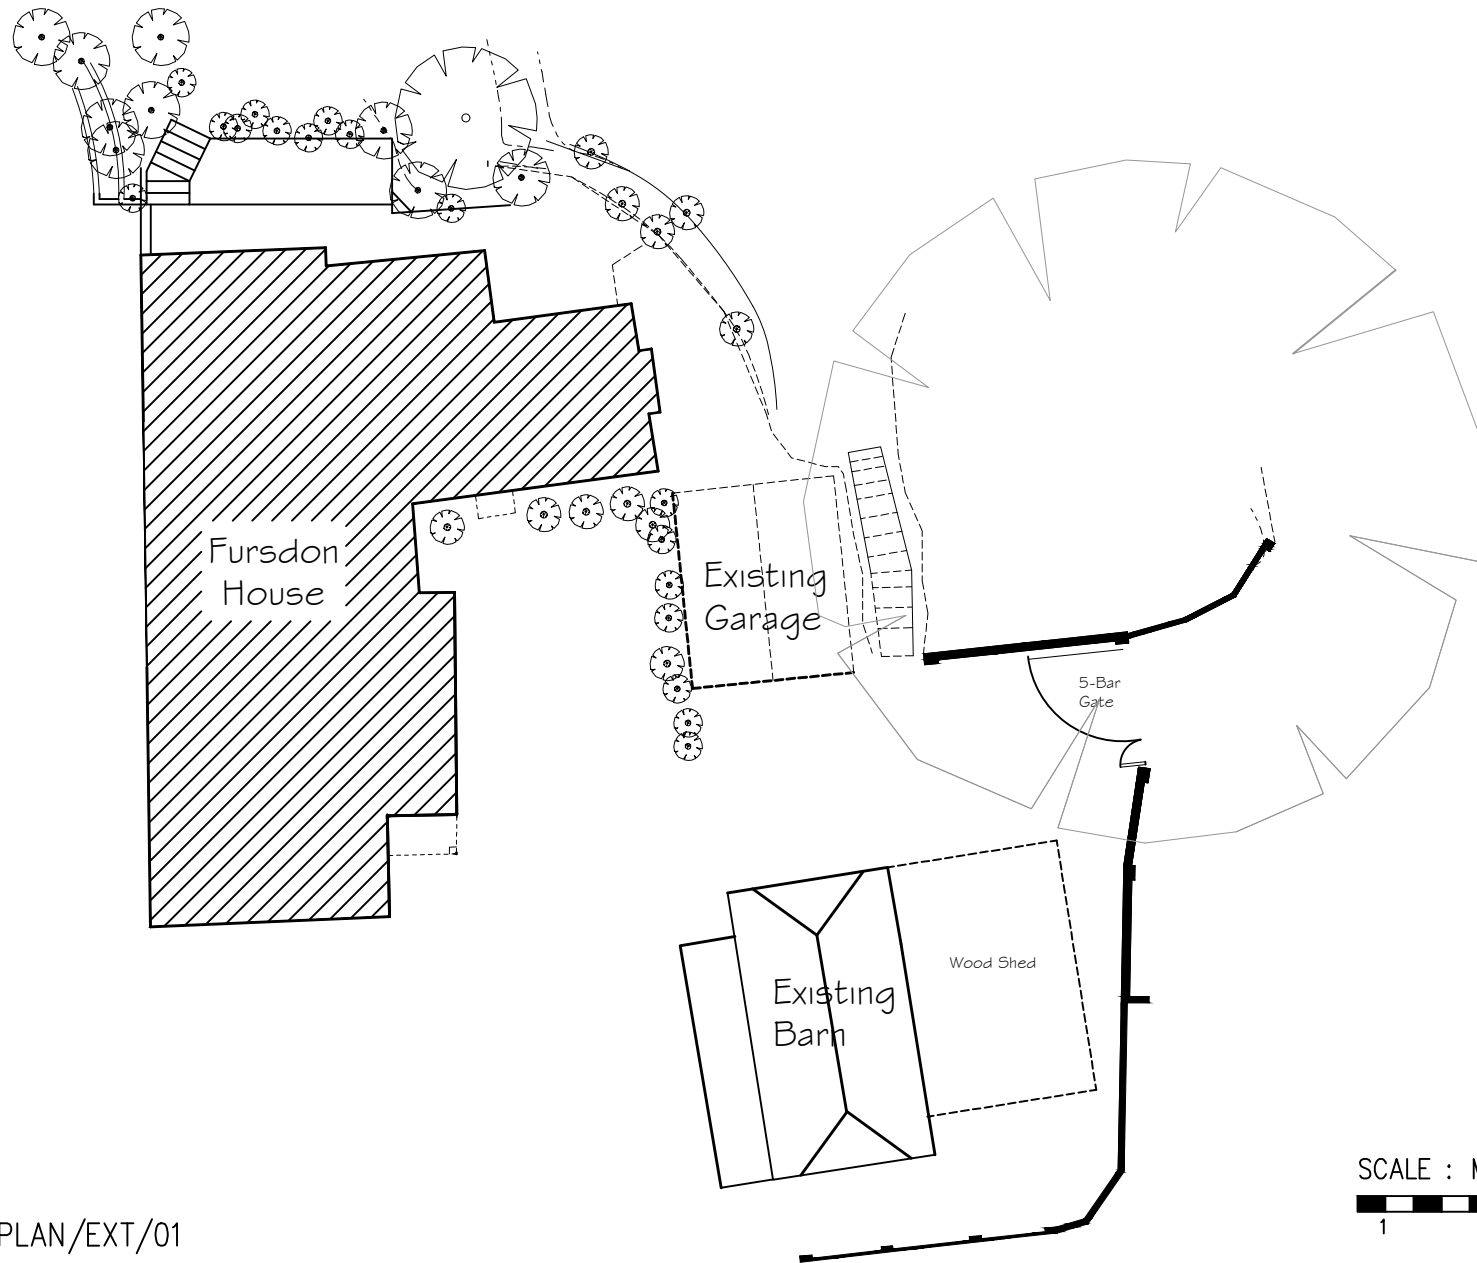 Fursdon
House
Existing
Garage
5-Bar
Gate
Wood Shed
Existing
Barn
SCALE :
1
PLAN/EXT/01